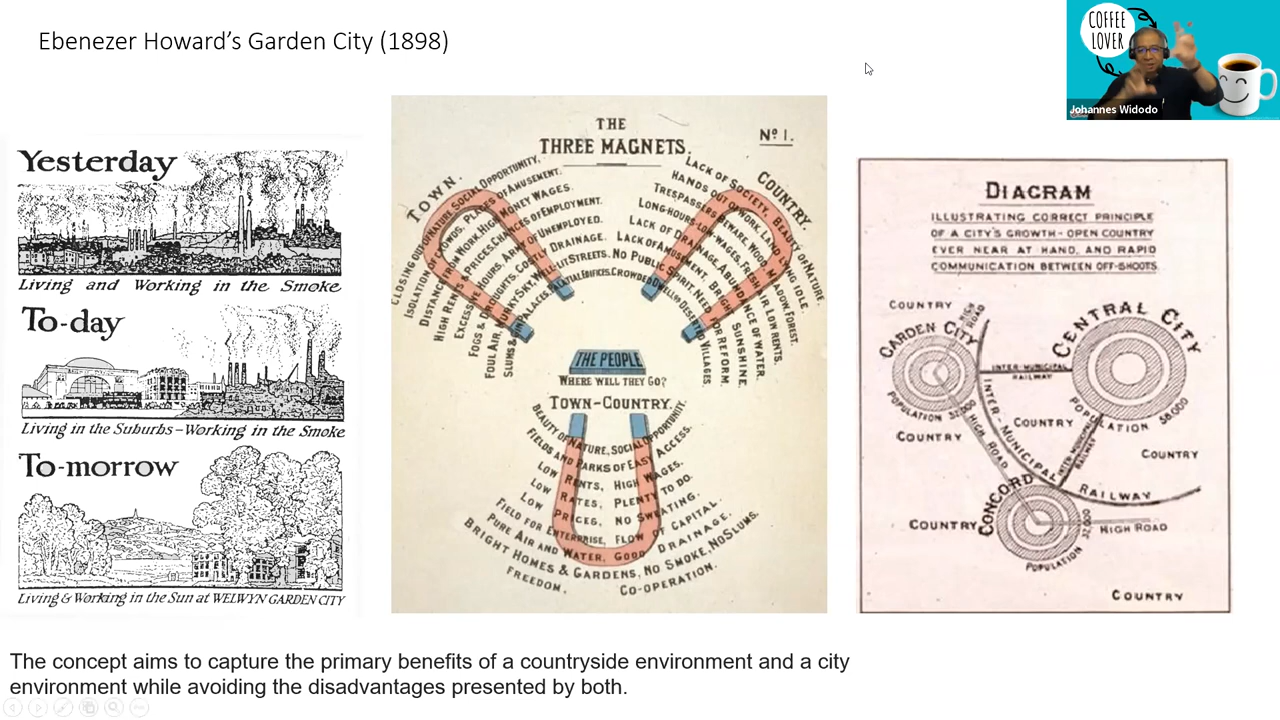 Ebenezer Howard’s Garden City (1898)
COFFEE
LOVER
Johannes Widodo
Yesterday
Living and Working in the Smoke
To-day
Living in the Suburbs – Working in the Smoke
To-morrow
Living & Working in the Sun at WELWYN GARDEN CITY
THE
THREE MAGNETS.
Nº 1.
TOWN.
CLOSING OUT OF NATURE. SOCIAL OPPORTUNITY.
ISOLATION OF CROWDS. PLACES OF AMUSEMENT.
DISTANCE FROM WORK. HIGH MONEY WAGES.
HIGH RENTS & PRICES. CHANCES OF EMPLOYMENT.
EXCESSIVE HOURS. ARMY OF UNEMPLOYED.
FOGS & DROUGHTS. COSTLY DRAINAGE.
FOUL AIR. MURKY SKY. WELL-LIT STREETS.
SLUMS & GIN PALACES. PALATIAL EDIFICES.
COUNTRY.
LACK OF SOCIETY. BEAUTY OF NATURE.
HANDS OUT OF WORK. LAND LYING IDLE.
TRESPASSERS BEWARE. WOOD, MEADOW, FOREST.
LONG-HOURS-LOW WAGES. FRESH AIR. LOW RENTS.
LACK OF DRAINAGE. ABUNDANCE OF WATER.
LACK OF AMUSEMENT. BRIGHT SUNSHINE.
NO PUBLIC SPIRIT. NEED FOR REFORM.
CROWDED DWELLINGS. DESERTED VILLAGES.
THE PEOPLE
WHERE WILL THEY GO?
TOWN-COUNTRY.
BEAUTY OF NATURE, SOCIAL OPPORTUNITY.
FIELDS AND PARKS OF EASY ACCESS.
LOW RENTS, HIGH WAGES.
LOW RATES, PLENTY TO DO.
LOW PRICES, NO SWEATING.
FIELD FOR ENTERPRISE, FLOW OF CAPITAL.
PURE AIR AND WATER, GOOD DRAINAGE.
BRIGHT HOMES & GARDENS, NO SMOKE, NO SLUMS.
FREEDOM. CO-OPERATION.
DIAGRAM
ILLUSTRATING CORRECT PRINCIPLE
OF A CITY'S GROWTH - OPEN COUNTRY
EVER NEAR AT HAND, AND RAPID
COMMUNICATION BETWEEN OFF-SHOOTS.
COUNTRY
HIGH
ROAD
GARDEN CITY
POPULATION 32,000
CENTRAL CITY
POPULATION 58,000
INTER-MUNICIPAL
RAILWAY
COUNTRY
COUNTRY
COUNTRY
HIGH ROAD
INTER-MUNICIPAL RAILWAY
INTER-MUNICIPAL
RAILWAY
CONCORD
POPULATION 32,000
COUNTRY
HIGH ROAD
COUNTRY
The concept aims to capture the primary benefits of a countryside environment and a city
environment while avoiding the disadvantages presented by both.